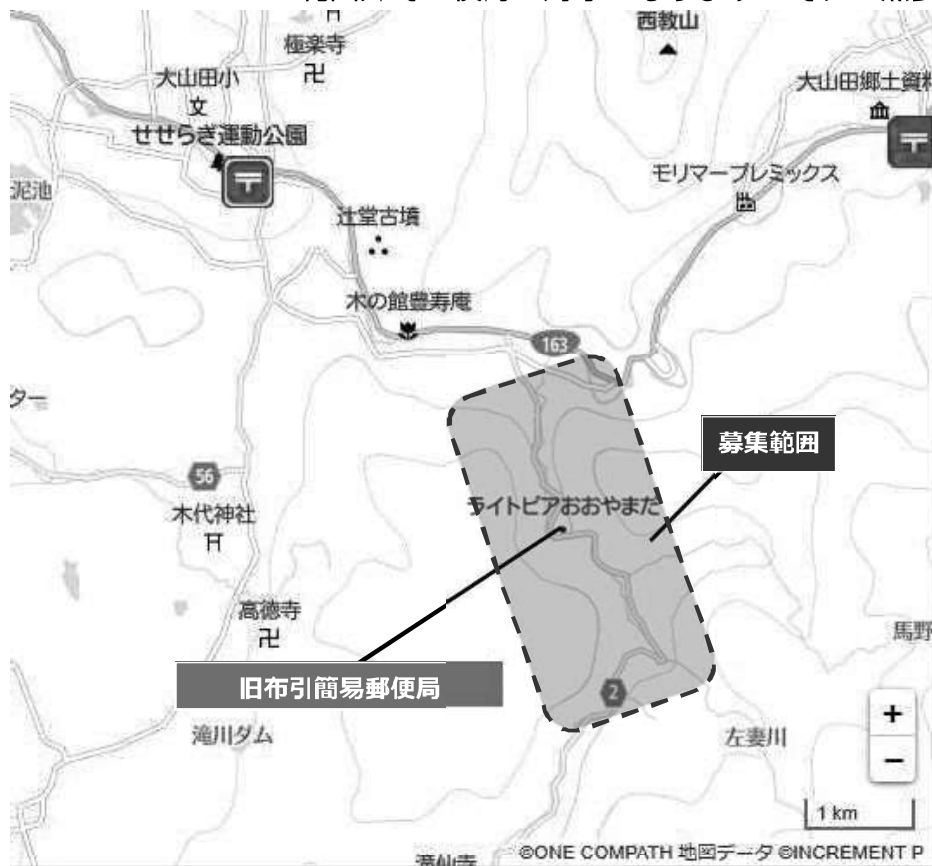 西教山
極楽寺
大山田小
文
大山田郷土資料
せせらぎ運動公園
〒
〒
モリマープレミックス
泥池
辻堂古墳
木の館豊寿庵
163
ター
募集範囲
56
ライトピアおおやまだ
木代神社
高徳寺
馬野
旧布引簡易郵便局
2
滝川ダム
左妻川
+
−
1 km
滝仙寺
©ONE COMPATH 地図データ ©INCREMENT P